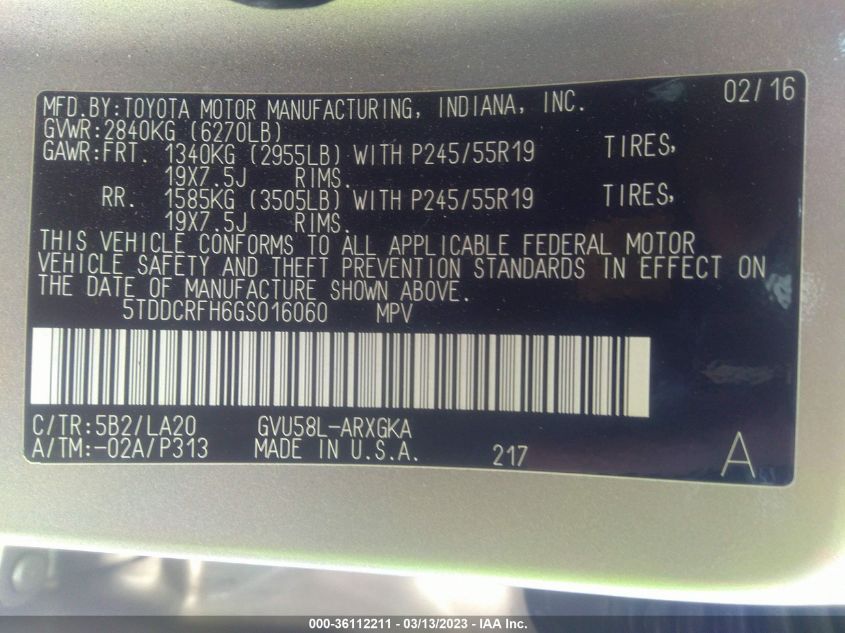 02/16
MFD.BY:TOYOTA MOTOR MANUFACTURING, INDIANA, INC.
GVWR:2840KG (6270LB)
GAWR:FRT. 1340KG (2955LB) WITH P245/55R19 TIRES,
19X7.5J RIMS.
RR. 1585KG (3505LB) WITH P245/55R19 TIRES,
19X7.5J RIMS.
THIS VEHICLE CONFORMS TO ALL APPLICABLE FEDERAL MOTOR
VEHICLE SAFETY AND THEFT PREVENTION STANDARDS IN EFFECT ON
THE DATE OF MANUFACTURE SHOWN ABOVE.
5TDDCRFH6GS016060 MPV
C/TR:5B2/LA20 GVU58L-ARXGKA
A/TM:-02A/P313 MADE IN U.S.A. 217 A
000-36112211 - 03/13/2023 - IAA Inc.